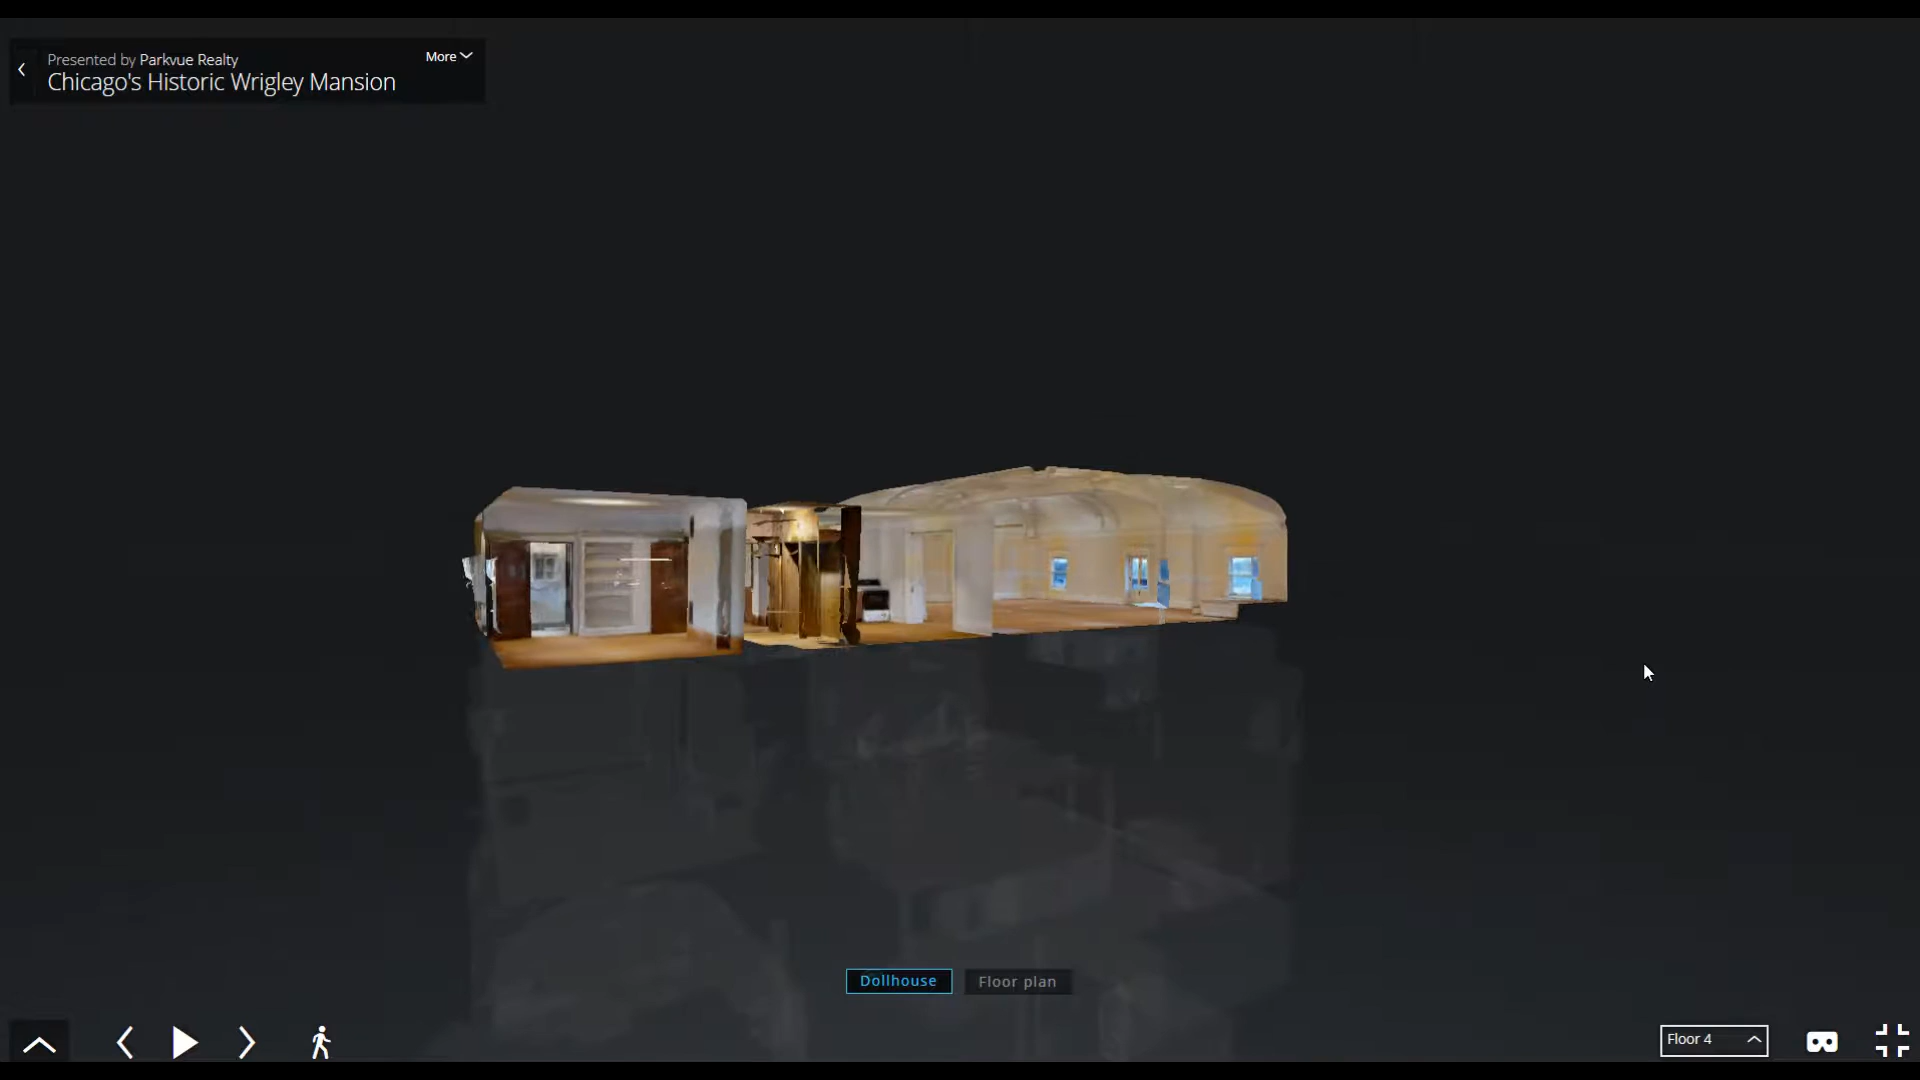 Presented by Parkvue Realty
More
Chicago's Historic Wrigley Mansion
Dollhouse
Floor plan
Floor 4